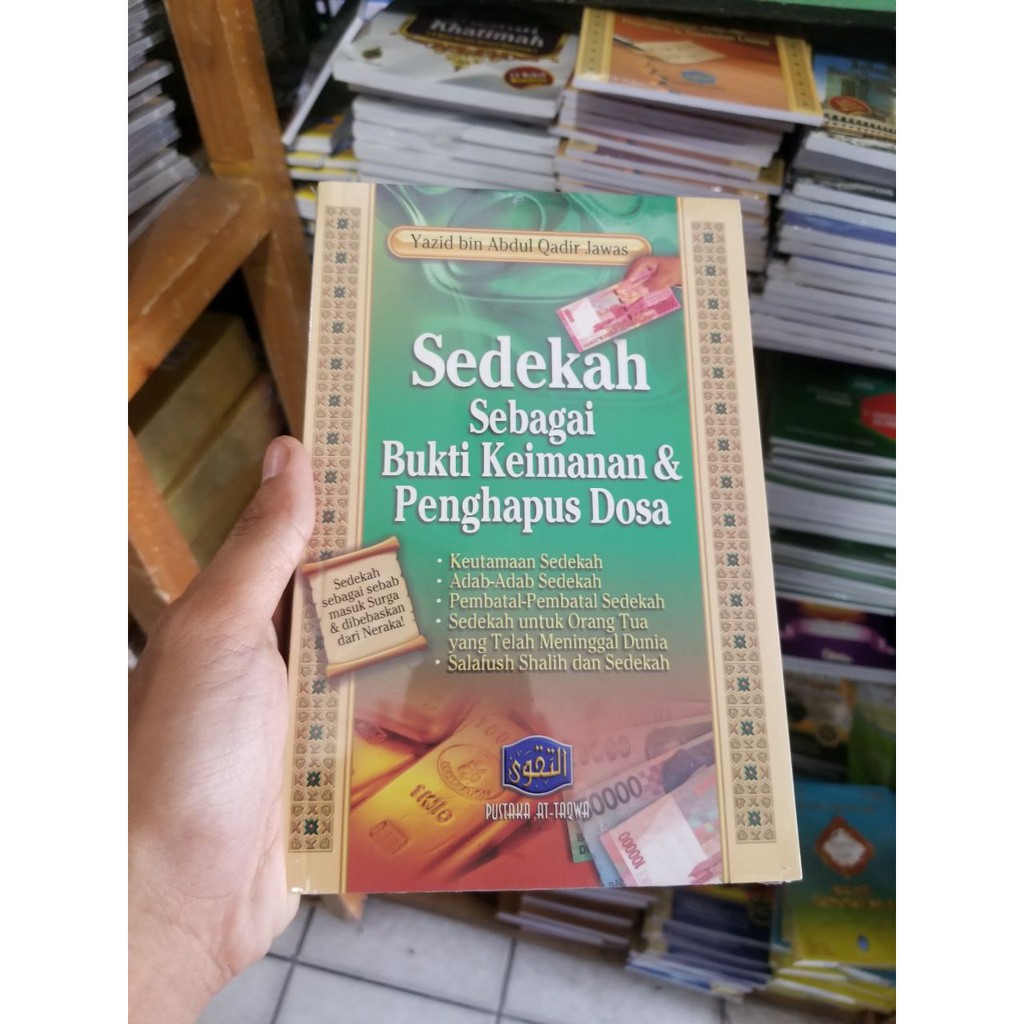 Khatimah
Yazid bin Abdul Qadir Jawas
Sedekah
Sebagai
Bukti Keimanan &
Penghapus Dosa
• Keutamaan Sedekah
• Adab-Adab Sedekah
• Pembatal-Pembatal Sedekah
• Sedekah untuk Orang Tua
yang Telah Meninggal Dunia
• Salafush Shalih dan Sedekah
Sedekah
sebagai sebab
masuk Surga
& dibebaskan
dari Neraka!
التقوى
PUSTAKA AT-TAQWA
100000